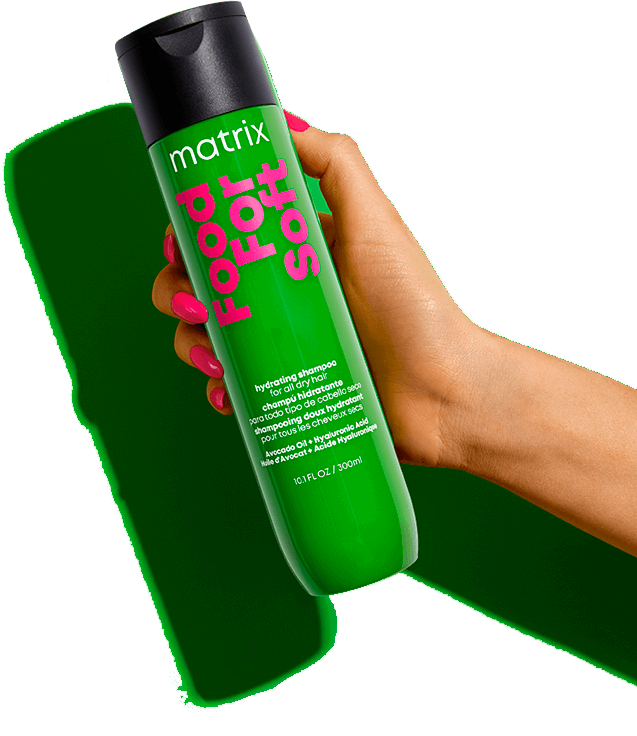 matrix
Food
For
Soft
hydrating shampoo
for all dry hair
champú hidratante
para todo tipo de cabello seco
shampooing doux hydratant
pour tous les cheveux secs
Avocado Oil + Hyaluronic Acid
Huile d'Avocat + Acide Hyaluronique
10.1 FL OZ / 300ml